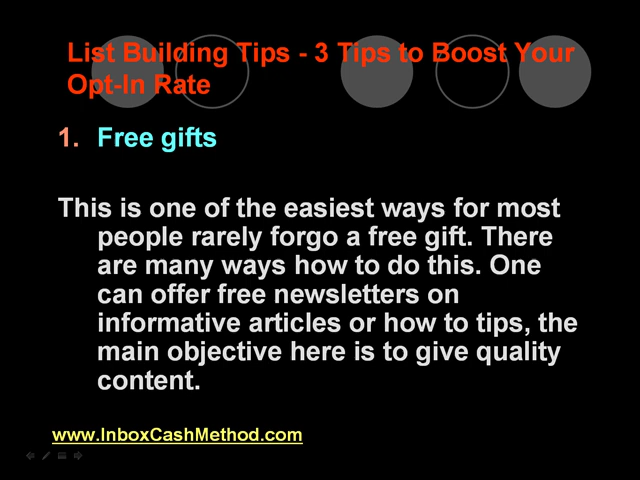 List Building Tips - 3 Tips to Boost Your
Opt-In Rate
1. Free gifts
This is one of the easiest ways for most
people rarely forgo a free gift. There
are many ways how to do this. One
can offer free newsletters on
informative articles or how to tips, the
main objective here is to give quality
content.
www.InboxCashMethod.com